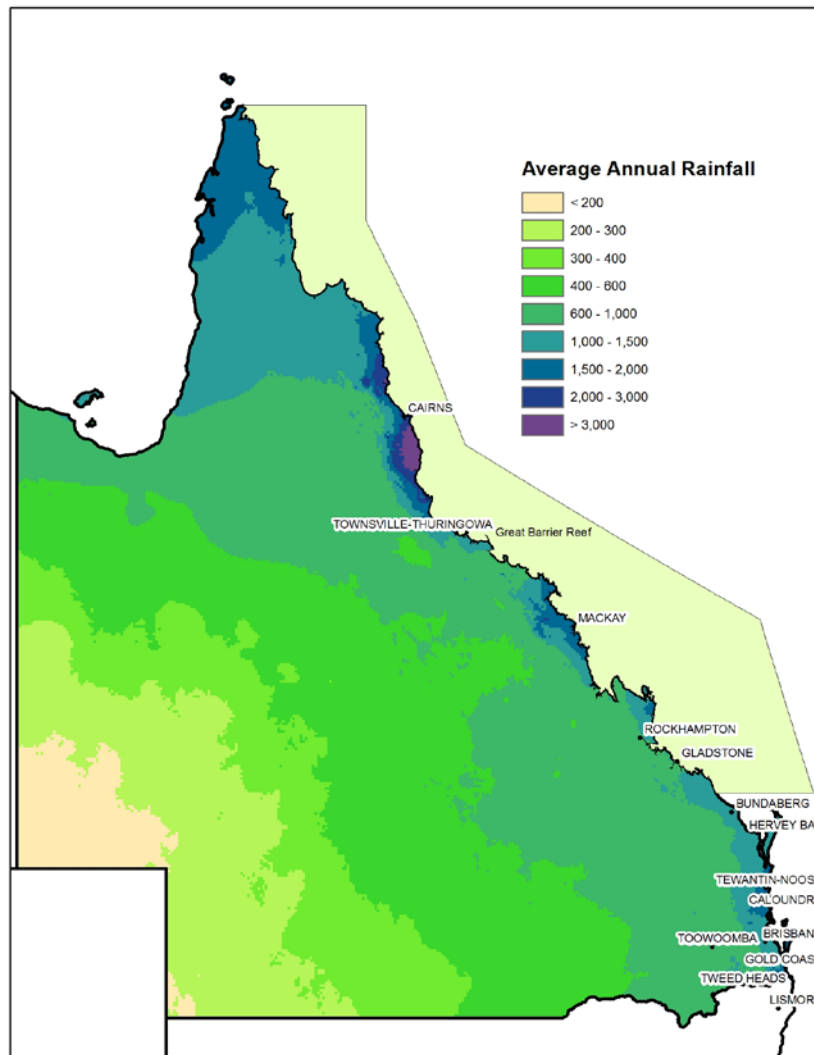 Average Annual Rainfall
< 200
200 - 300
300 - 400
400 - 600
600 - 1,000
1,000 - 1,500
1,500 - 2,000
2,000 - 3,000
> 3,000
CAIRNS
TOWNSVILLE-THURINGOWA
Great Barrier Reef
MACKAY
ROCKHAMPTON
GLADSTONE
BUNDABERG
HERVEY BA
TEWANTIN-NOOS
CALOUNDR
TOOWOOMBA
BRISBAN
GOLD COAS
TWEED HEADS
LISMOR